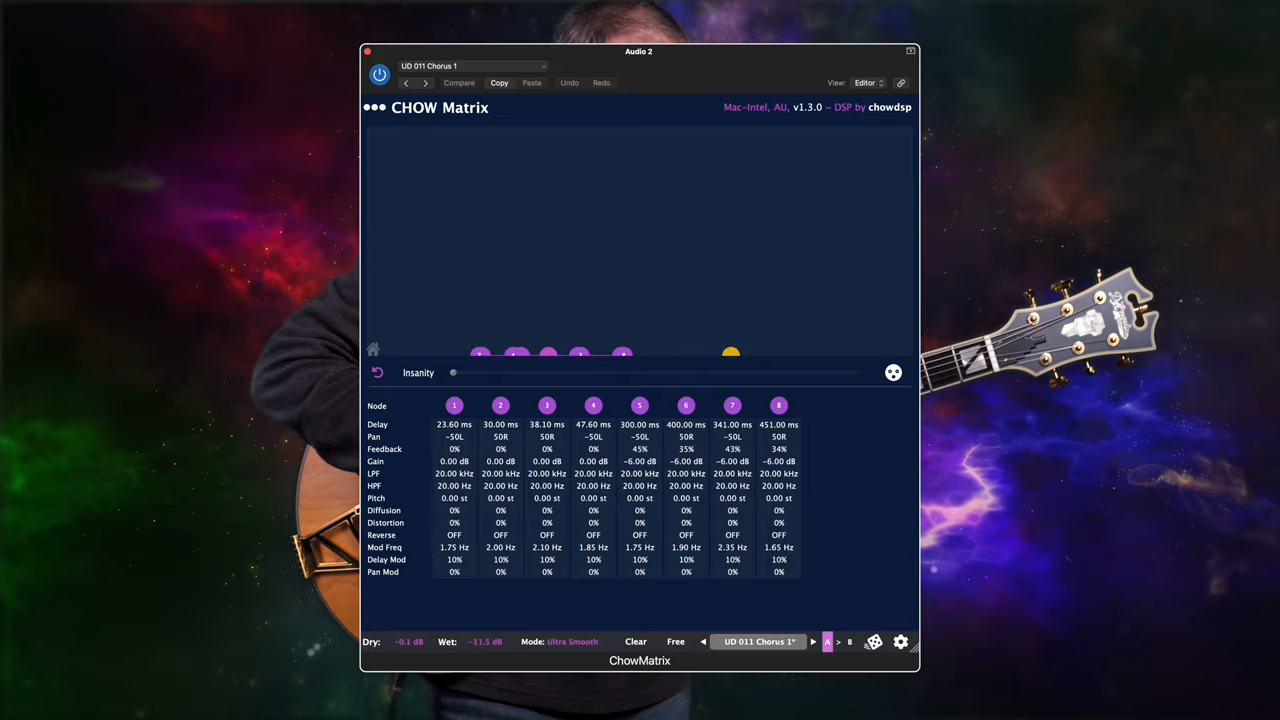 Audio 2
UD 011 Chorus 1
Compare Copy Paste Undo Redo View: Editor
CHOW Matrix Mac-Intel, AU, v1.3.0 ~ DSP by chowdsp
Insanity
Node 1 2 3 4 5 6 7 8
Delay 23.60 ms 30.00 ms 38.10 ms 47.60 ms 300.00 ms 400.00 ms 341.00 ms 451.00 ms
Pan -50L 50R 50R -50L -50L 50R -50L 50R
Feedback 0% 0% 0% 0% 45% 35% 43% 34%
Gain 0.00 dB 0.00 dB 0.00 dB 0.00 dB -6.00 dB -6.00 dB -6.00 dB -6.00 dB
LPF 20.00 kHz 20.00 kHz 20.00 kHz 20.00 kHz 20.00 kHz 20.00 kHz 20.00 kHz 20.00 kHz
HPF 20.00 Hz 20.00 Hz 20.00 Hz 20.00 Hz 20.00 Hz 20.00 Hz 20.00 Hz 20.00 Hz
Pitch 0.00 st 0.00 st 0.00 st 0.00 st 0.00 st 0.00 st 0.00 st 0.00 st
Diffusion 0% 0% 0% 0% 0% 0% 0% 0%
Distortion 0% 0% 0% 0% 0% 0% 0% 0%
Reverse OFF OFF OFF OFF OFF OFF OFF OFF
Mod Freq 1.75 Hz 2.00 Hz 2.10 Hz 1.85 Hz 1.75 Hz 1.90 Hz 2.35 Hz 1.65 Hz
Delay Mod 10% 10% 10% 10% 10% 10% 10% 10%
Pan Mod 0% 0% 0% 0% 0% 0% 0% 0%
Dry: -0.1 dB Wet: -11.5 dB Mode: Ultra Smooth Clear Free UD 011 Chorus 1* A > B
ChowMatrix